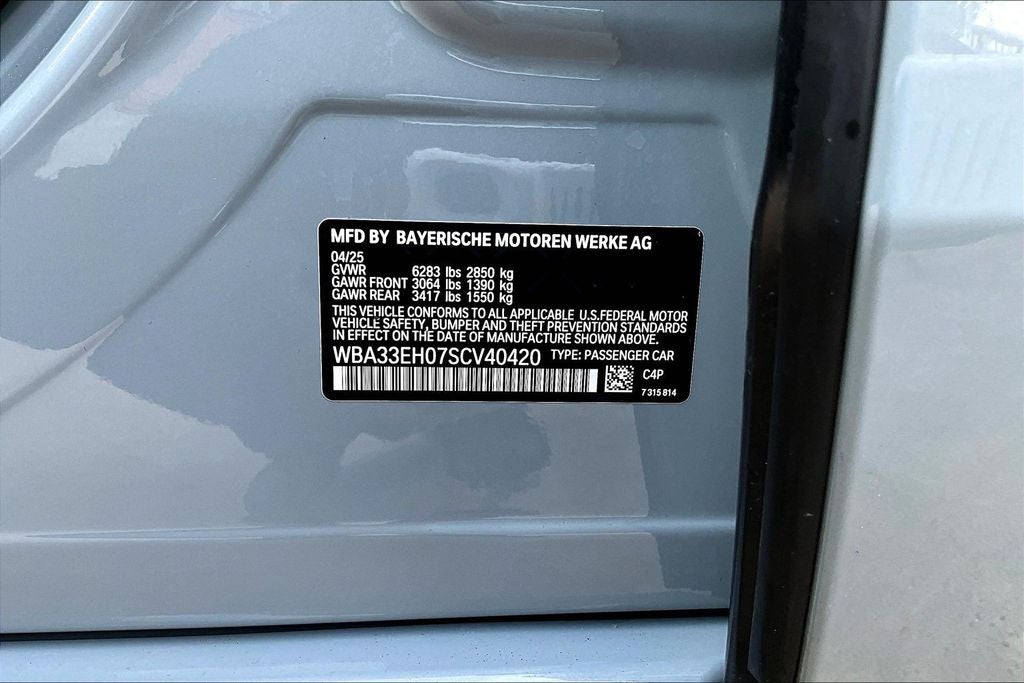 MFD BY BAYERISCHE MOTOREN WERKE AG
04/25
GVWR 6283 lbs 2850 kg
GAWR FRONT 3064 lbs 1390 kg
GAWR REAR 3417 lbs 1550 kg
THIS VEHICLE CONFORMS TO ALL APPLICABLE U.S.FEDERAL MOTOR
VEHICLE SAFETY, BUMPER AND THEFT PREVENTION STANDARDS
IN EFFECT ON THE DATE OF MANUFACTURE SHOWN ABOVE.
WBA33EH07SCV40420 TYPE: PASSENGER CAR
C4P
7 315 814